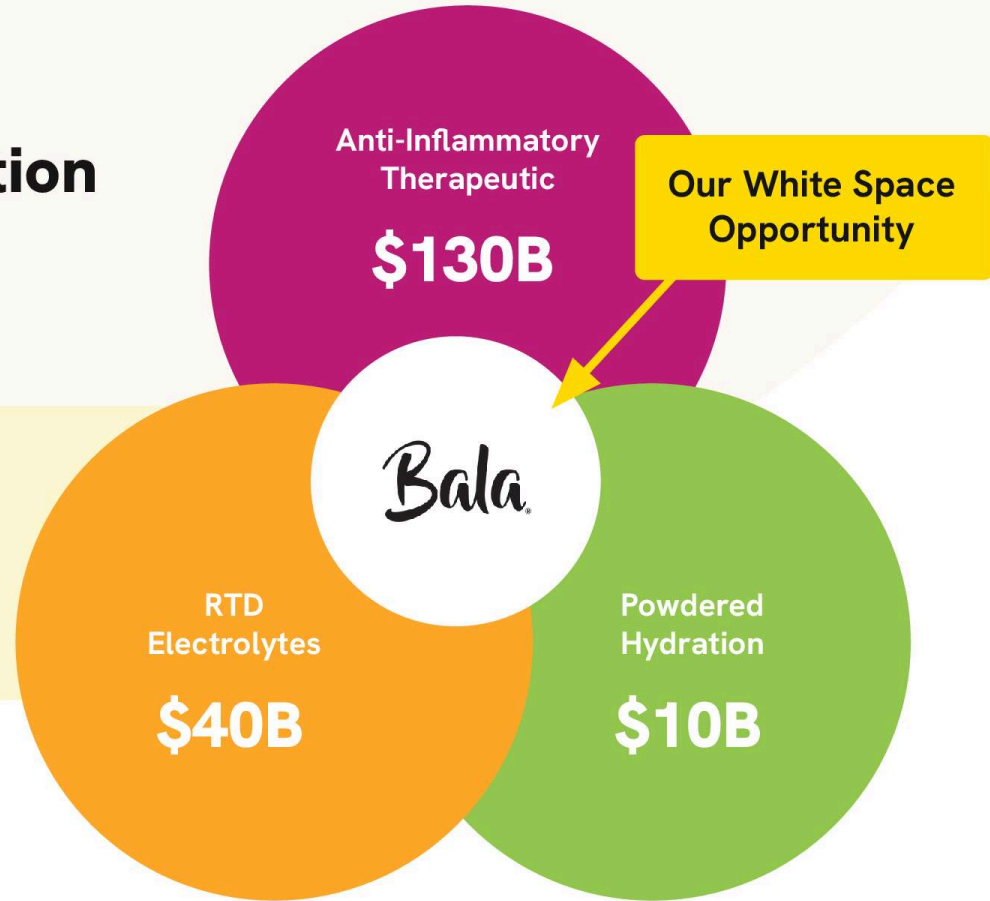 tion
Anti-Inflammatory
Therapeutic
$130B
Our White Space
Opportunity
Bala®
RTD
Electrolytes
$40B
Powdered
Hydration
$10B